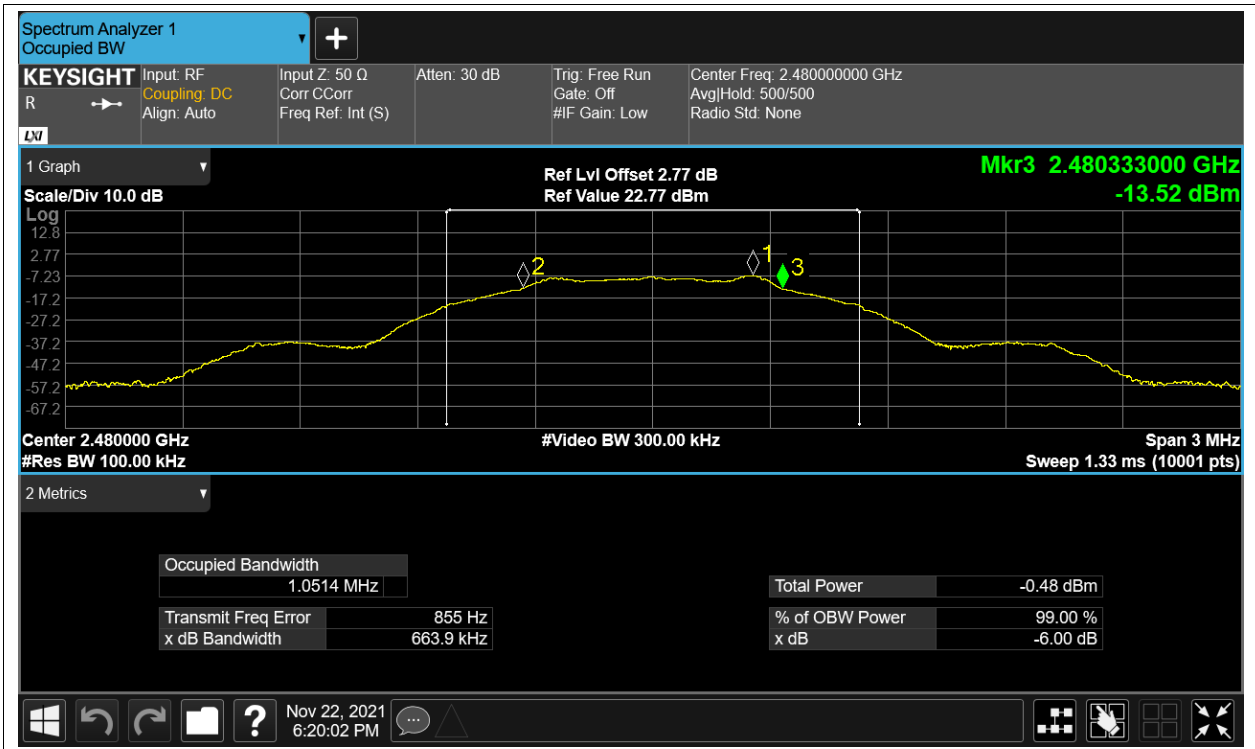 Spectrum Analyzer 1
Occupied BW
KEYSIGHT
R
LXI
Input: RF
Coupling: DC
Align: Auto
Input Z: 50 Ω
Corr CCorr
Freq Ref: Int (S)
Atten: 30 dB
Trig: Free Run
Gate: Off
#IF Gain: Low
Center Freq: 2.480000000 GHz
Avg|Hold: 500/500
Radio Std: None
1 Graph
Scale/Div 10.0 dB
Ref Lvl Offset 2.77 dB
Ref Value 22.77 dBm
Mkr3 2.480333000 GHz
-13.52 dBm
Log
12.8
2.77
-7.23
-17.2
-27.2
-37.2
-47.2
-57.2
-67.2
2
1
3
Center 2.480000 GHz
#Res BW 100.00 kHz
#Video BW 300.00 kHz
Span 3 MHz
Sweep 1.33 ms (10001 pts)
2 Metrics
Occupied Bandwidth
1.0514 MHz
Transmit Freq Error 855 Hz
x dB Bandwidth 663.9 kHz
Total Power -0.48 dBm
% of OBW Power 99.00 %
x dB -6.00 dB
?
Nov 22, 2021
6:20:02 PM